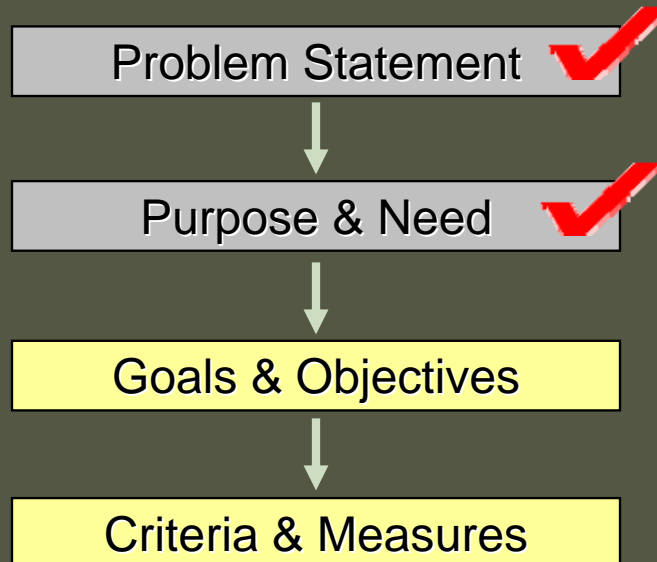 Problem Statement
Purpose & Need
Goals & Objectives
Criteria & Measures